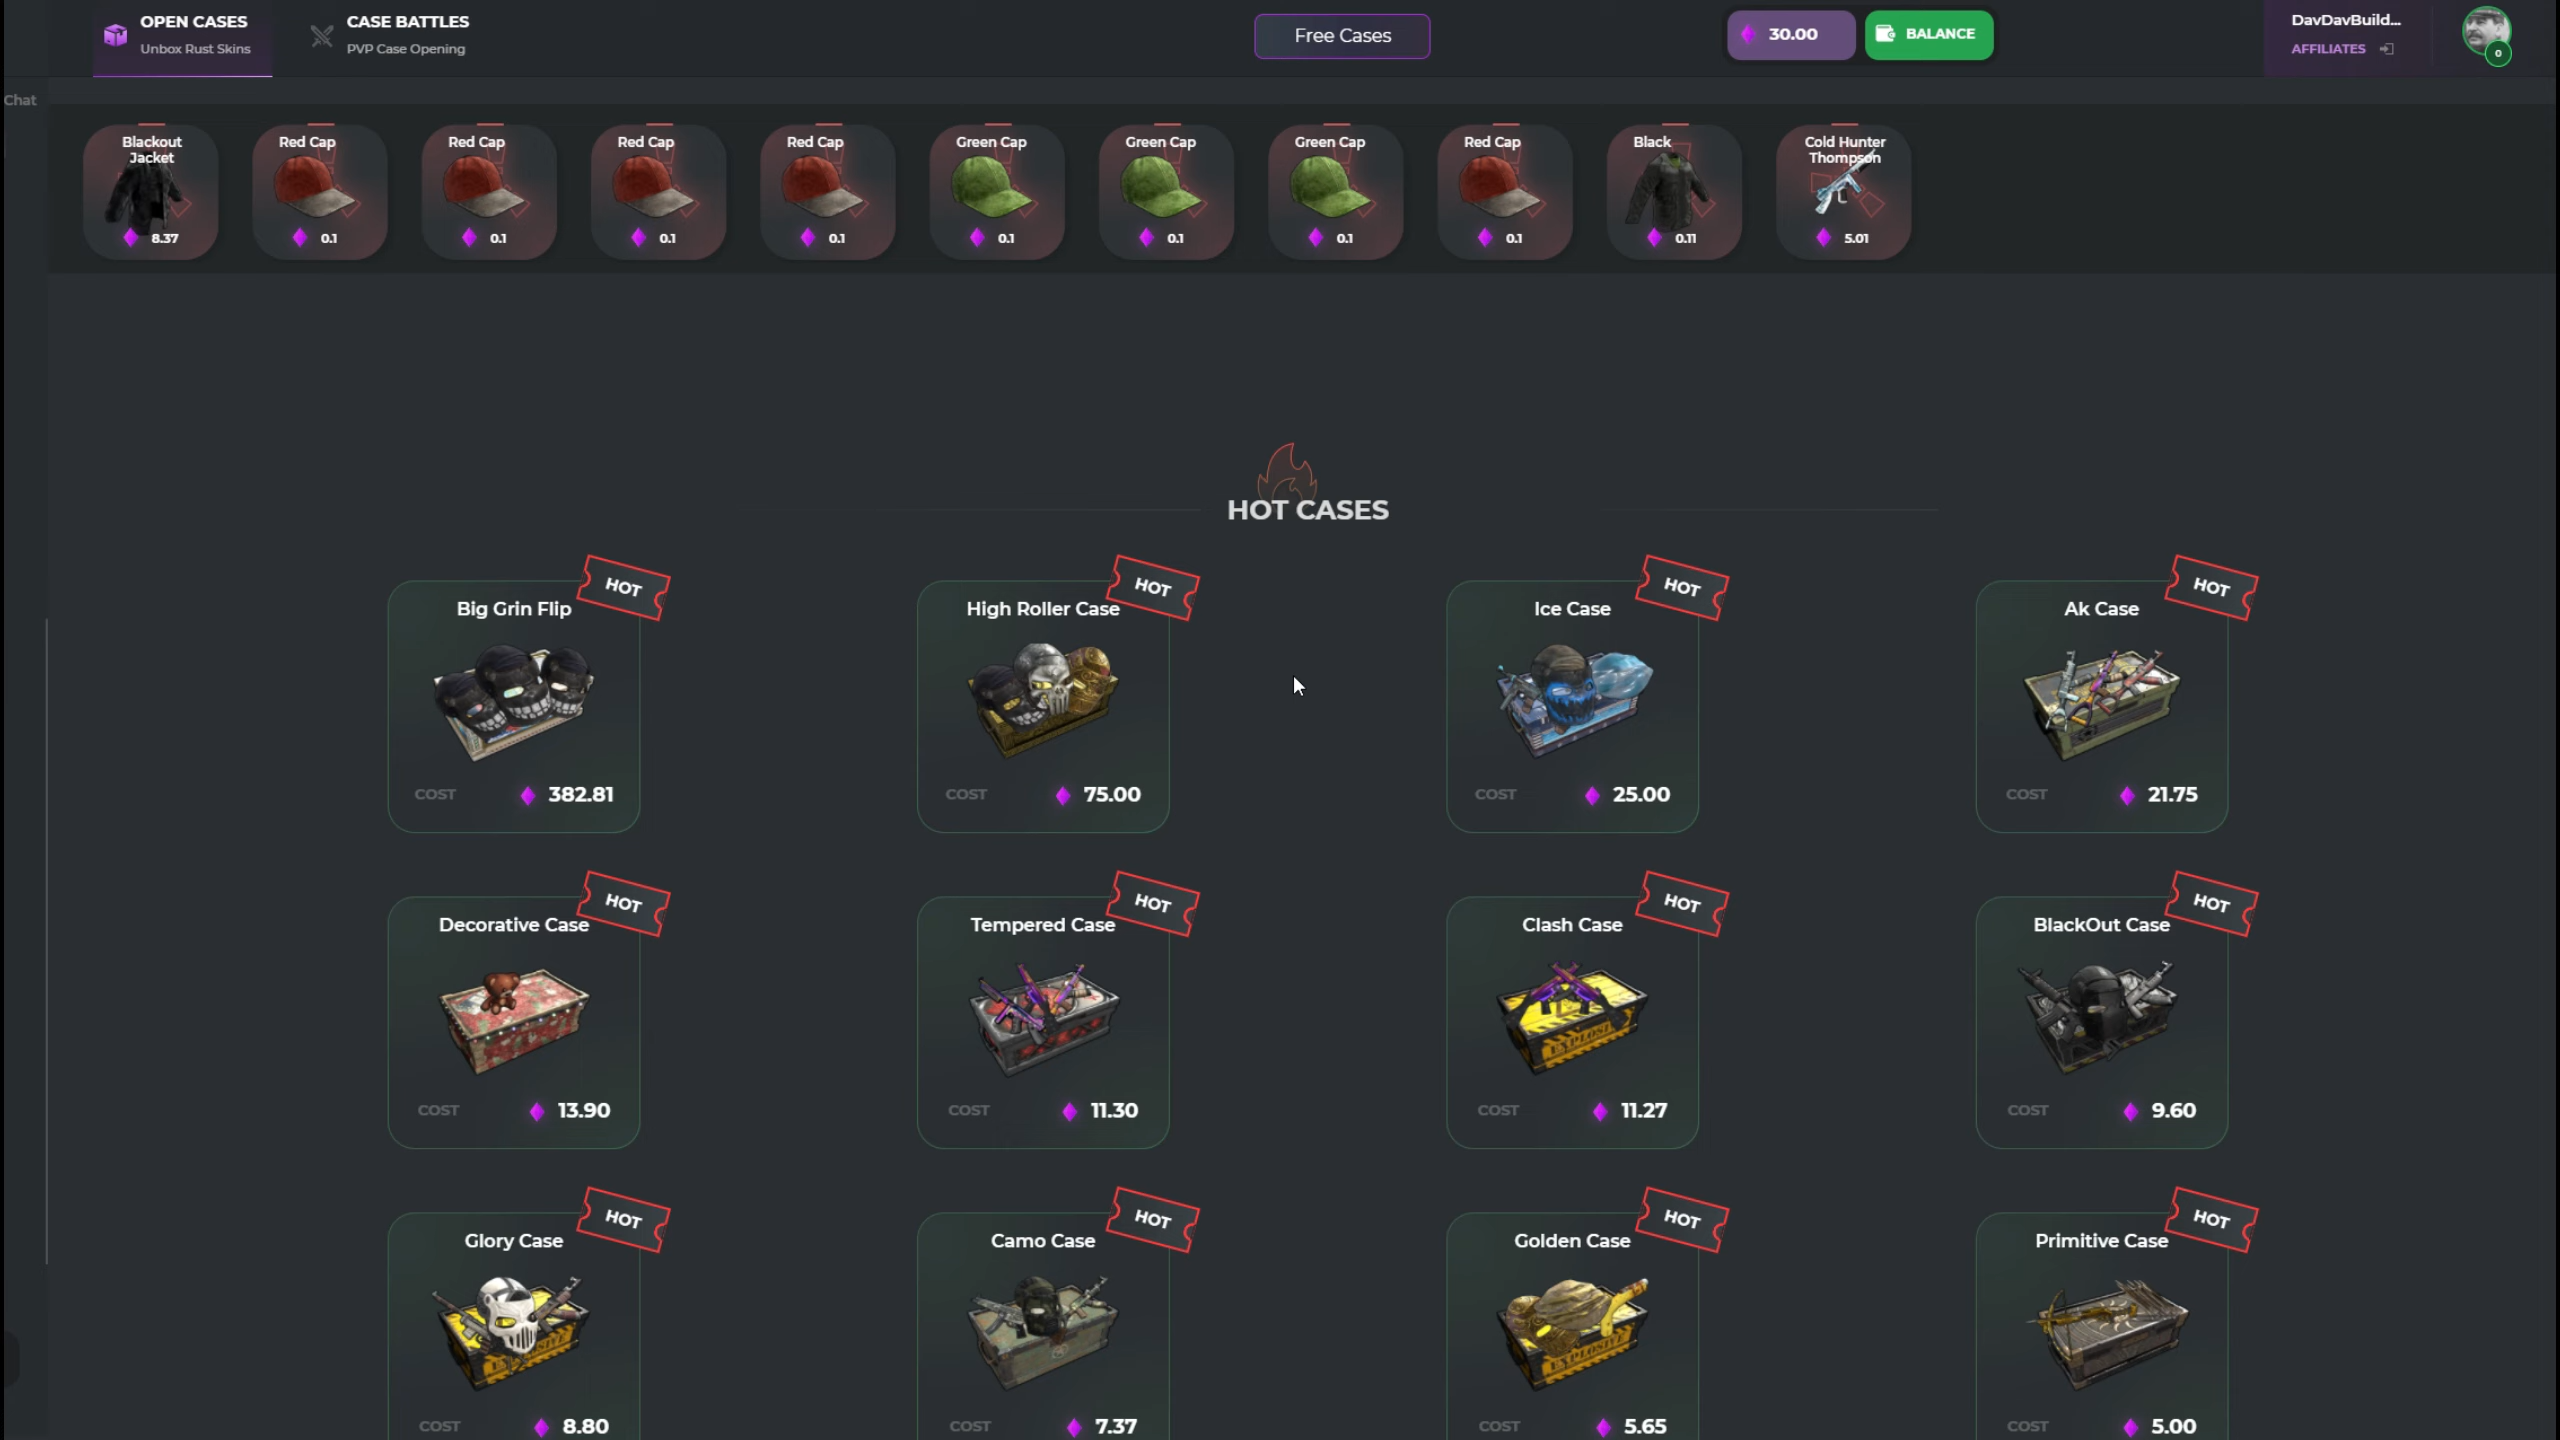 OPEN CASES
Unbox Rust Skins
CASE BATTLES
PVP Case Opening
Free Cases
30.00
BALANCE
DavDavBuild...
AFFILIATES
0
Chat
Blackout
Jacket
8.37
Red Cap
0.1
Red Cap
0.1
Red Cap
0.1
Red Cap
0.1
Green Cap
0.1
Green Cap
0.1
Green Cap
0.1
Red Cap
0.1
Black
0.11
Cold Hunter
Thompson
5.01
HOT CASES
HOT
Big Grin Flip
COST 382.81
HOT
High Roller Case
COST 75.00
HOT
Ice Case
COST 25.00
HOT
Ak Case
COST 21.75
HOT
Decorative Case
COST 13.90
HOT
Tempered Case
COST 11.30
HOT
Clash Case
COST 11.27
HOT
BlackOut Case
COST 9.60
HOT
Glory Case
COST 8.80
HOT
Camo Case
COST 7.37
HOT
Golden Case
COST 5.65
HOT
Primitive Case
COST 5.00